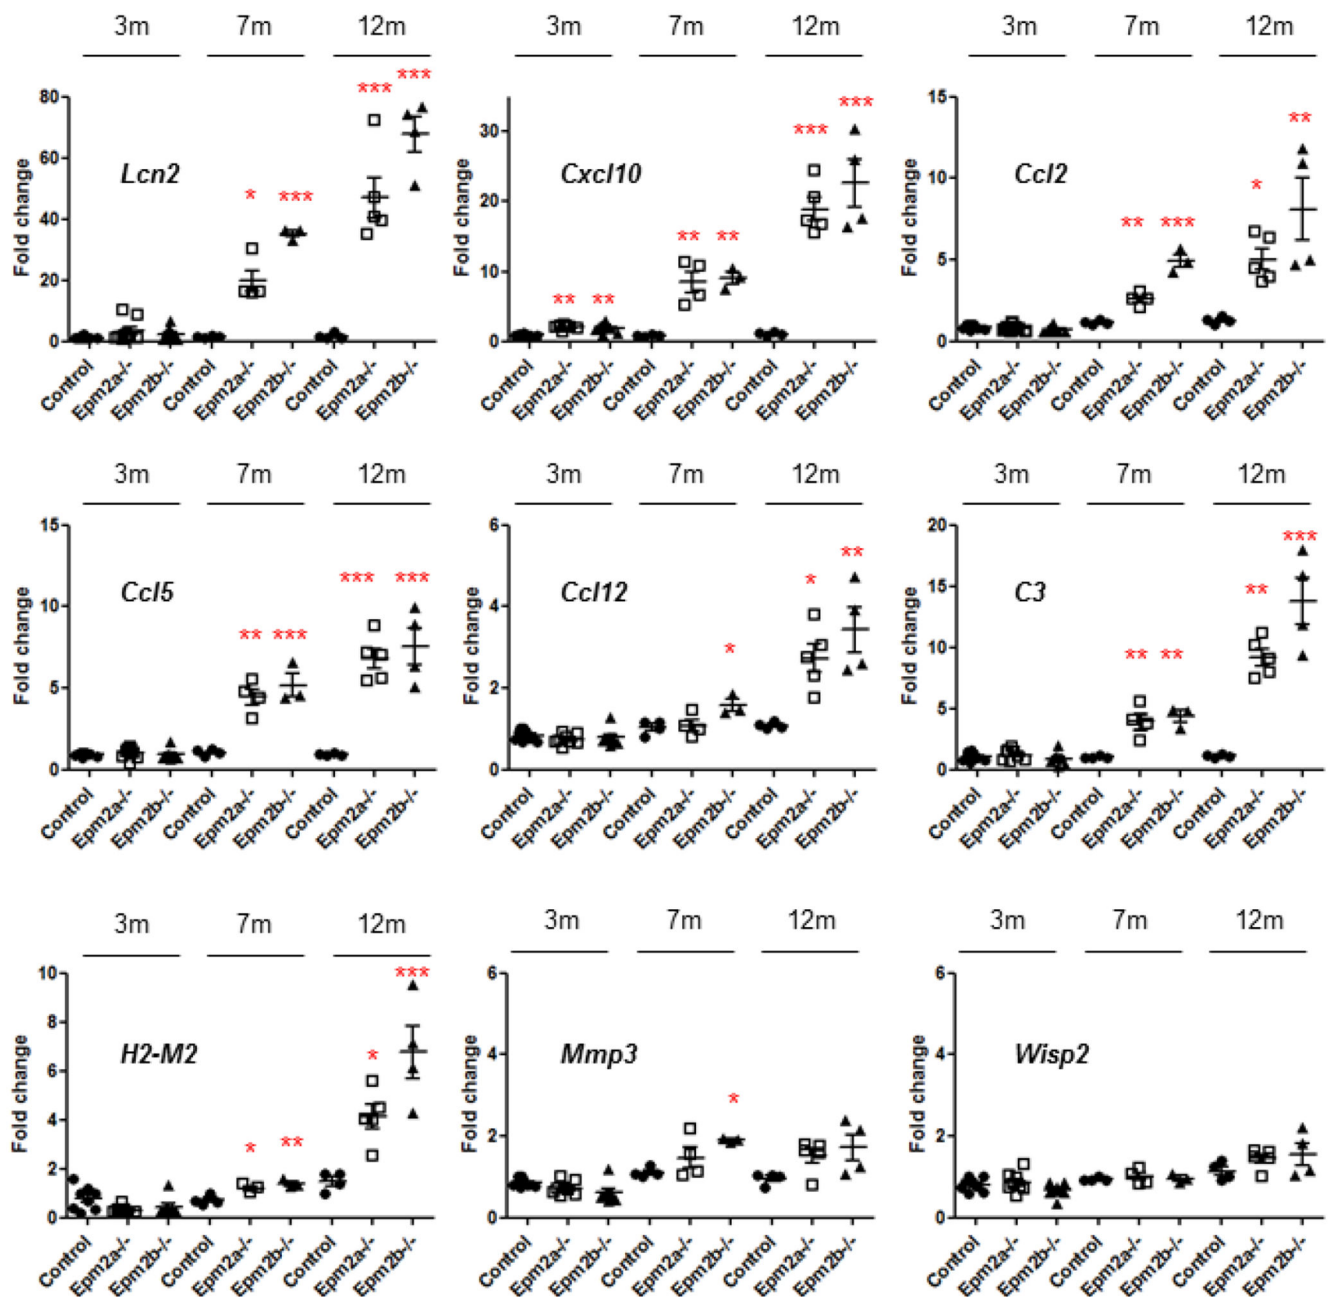 3m 7m 12m 3m 7m 12m 3m 7m 12m
*** *** *** *** **
80 60 40 20 0
Fold change
Lcn2
* ***
30 20 10 0
Fold change
Cxcl10
** ** ** **
15 10 5 0
Fold change
Ccl2
** *** *
Control Epm2a-/- Epm2b-/- Control Epm2a-/- Epm2b-/- Control Epm2a-/- Epm2b-/-
Control Epm2a-/- Epm2b-/- Control Epm2a-/- Epm2b-/- Control Epm2a-/- Epm2b-/-
Control Epm2a-/- Epm2b-/- Control Epm2a-/- Epm2b-/- Control Epm2a-/- Epm2b-/-
3m 7m 12m 3m 7m 12m 3m 7m 12m
15 10 5 0
Fold change
Ccl5
** *** *** ***
6 4 2 0
Fold change
Ccl12
* * **
20 15 10 5 0
Fold change
C3
** ** ** ***
Control Epm2a-/- Epm2b-/- Control Epm2a-/- Epm2b-/- Control Epm2a-/- Epm2b-/-
Control Epm2a-/- Epm2b-/- Control Epm2a-/- Epm2b-/- Control Epm2a-/- Epm2b-/-
Control Epm2a-/- Epm2b-/- Control Epm2a-/- Epm2b-/- Control Epm2a-/- Epm2b-/-
3m 7m 12m 3m 7m 12m 3m 7m 12m
10 8 6 4 2 0
Fold change
H2-M2
* ** * ***
6 4 2 0
Fold change
Mmp3
*
6 4 2 0
Fold change
Wisp2
Control Epm2a-/- Epm2b-/- Control Epm2a-/- Epm2b-/- Control Epm2a-/- Epm2b-/-
Control Epm2a-/- Epm2b-/- Control Epm2a-/- Epm2b-/- Control Epm2a-/- Epm2b-/-
Control Epm2a-/- Epm2b-/- Control Epm2a-/- Epm2b-/- Control Epm2a-/- Epm2b-/-